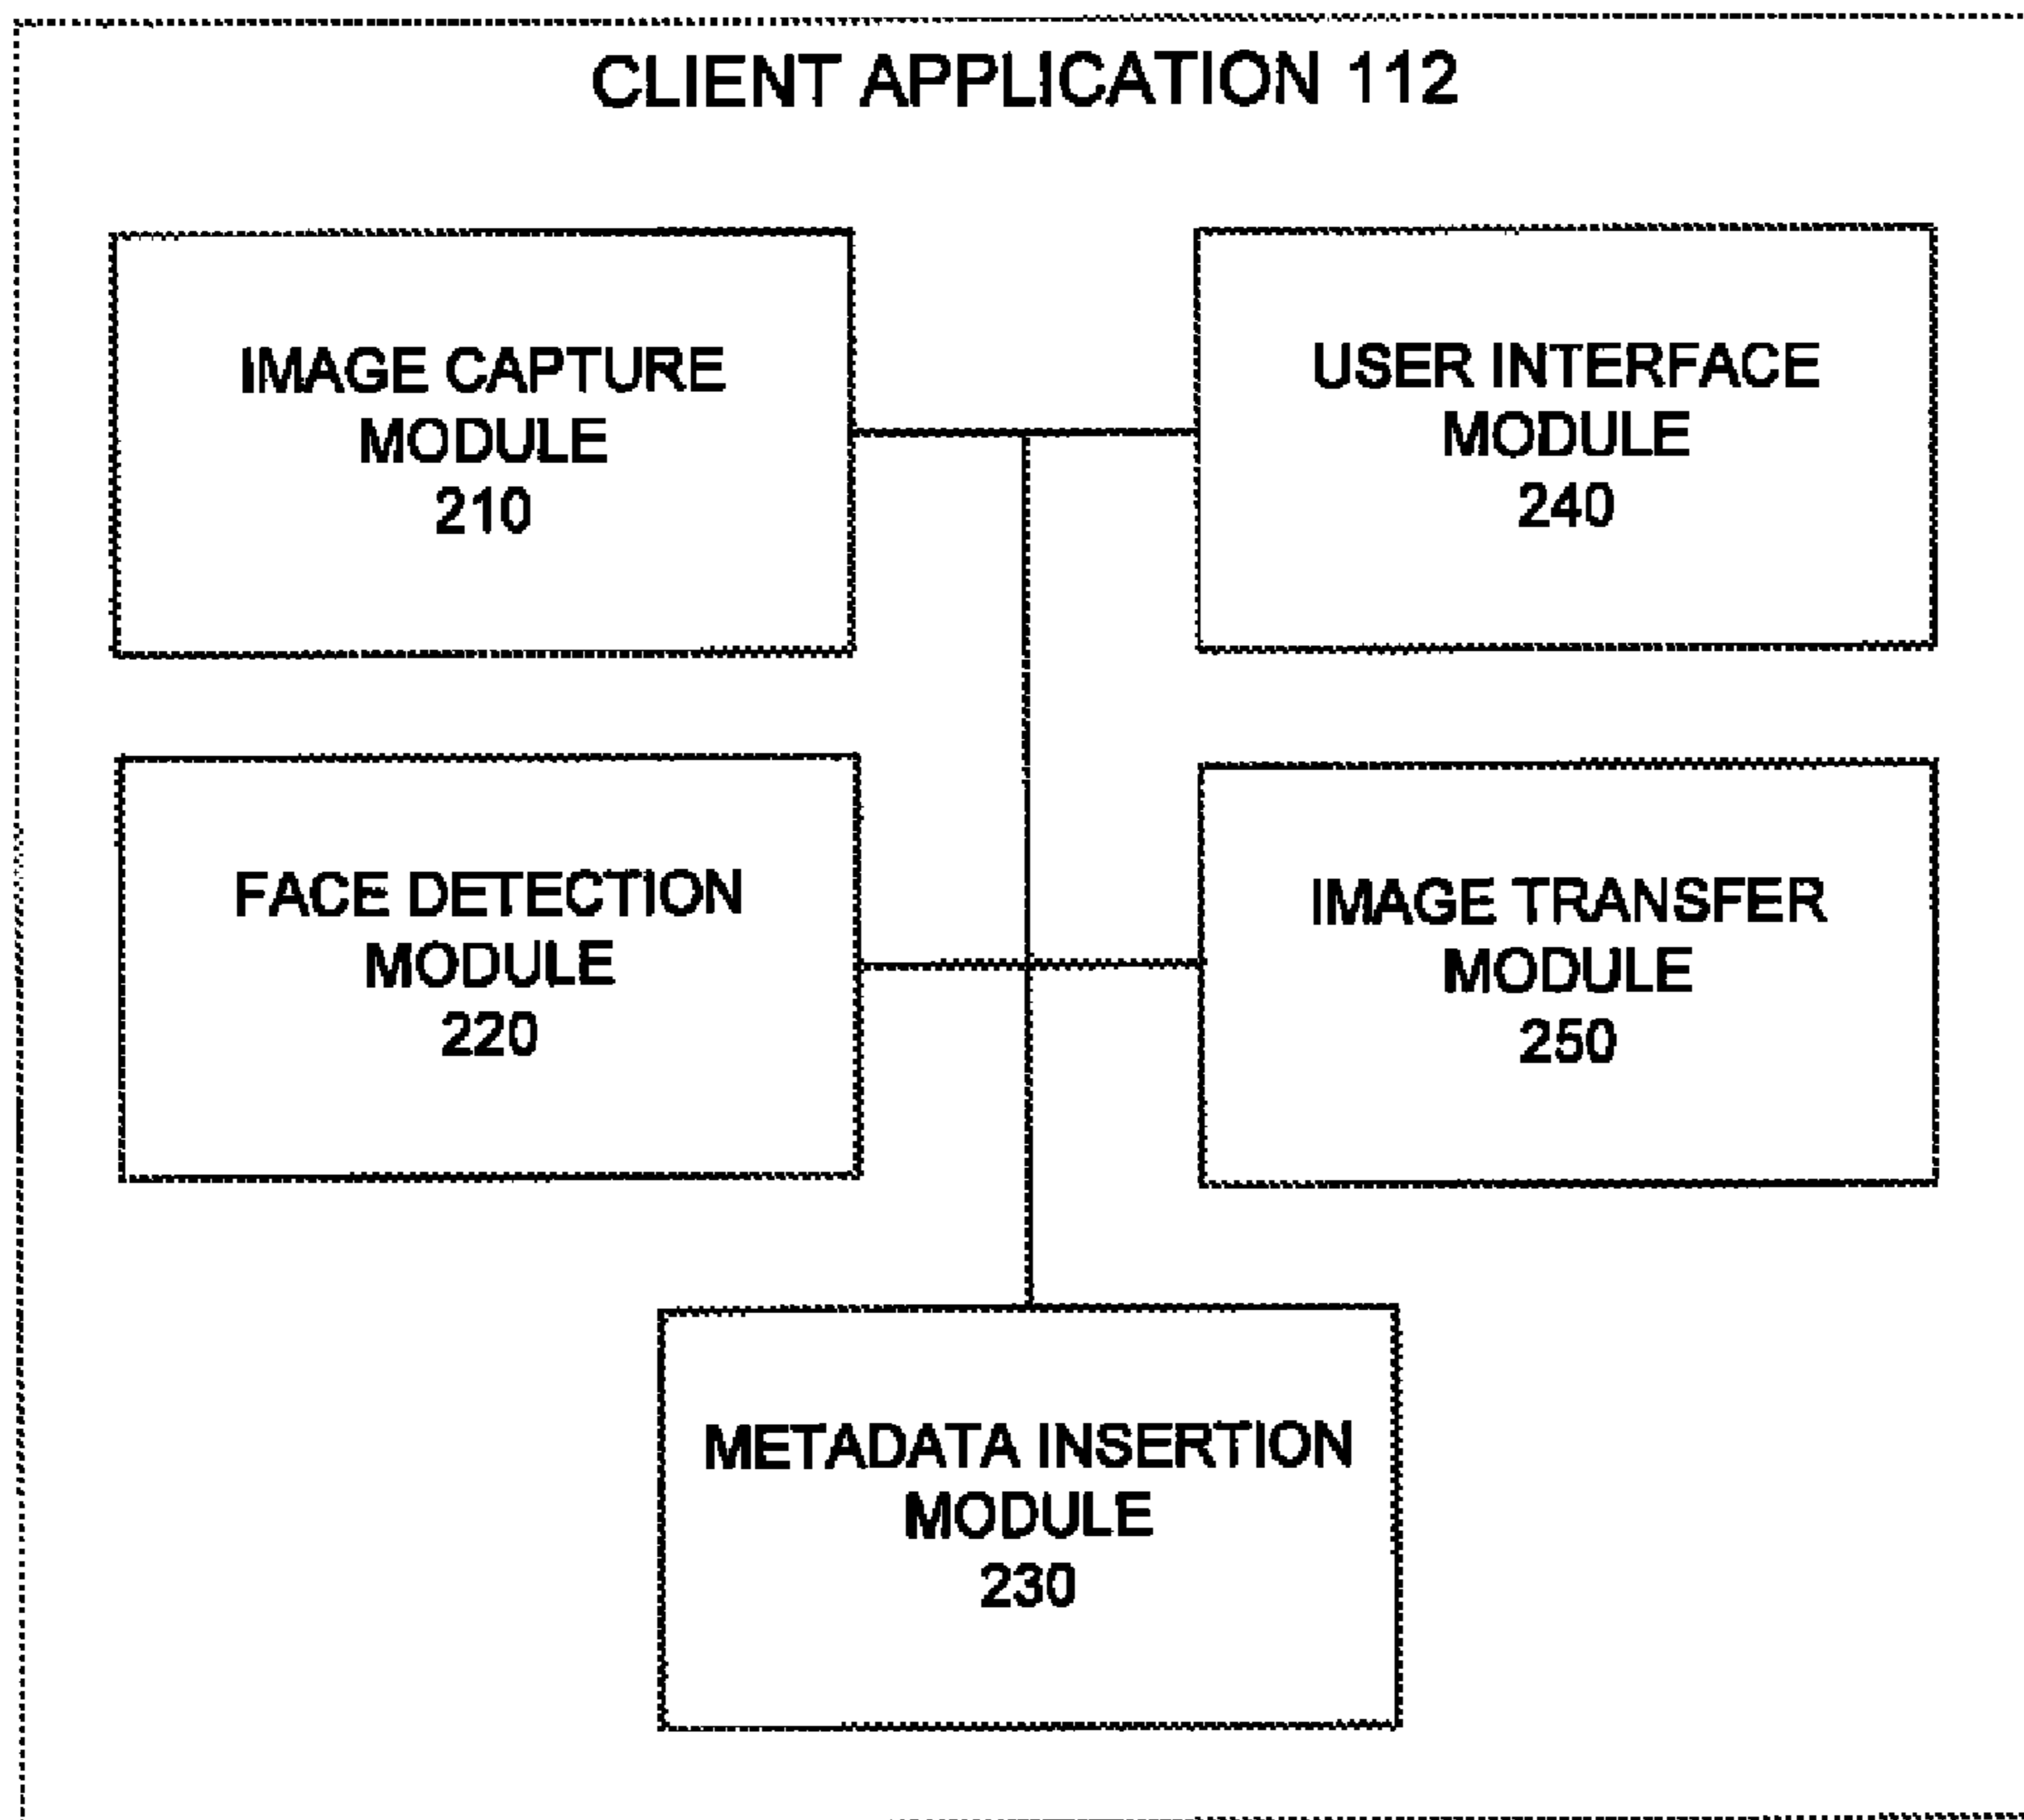 CLIENT APPLICATION 112
IMAGE CAPTURE
MODULE
210
USER INTERFACE
MODULE
240
FACE DETECTION
MODULE
220
IMAGE TRANSFER
MODULE
250
METADATA INSERTION
MODULE
230